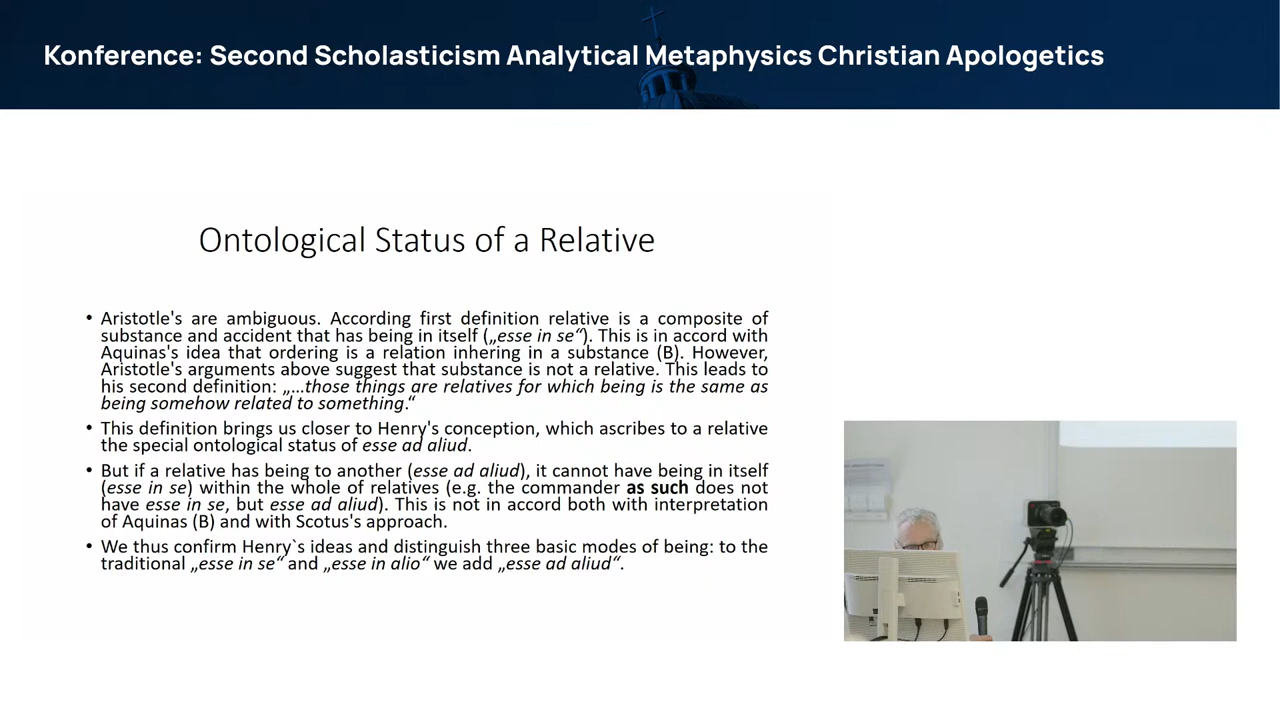 Konference: Second Scholasticism Analytical Metaphysics Christian Apologetics
Ontological Status of a Relative
• Aristotle's are ambiguous. According first definition relative is a composite of
substance and accident that has being in itself („esse in se“). This is in accord with
Aquinas's idea that ordering is a relation inhering in a substance (B). However,
Aristotle's arguments above suggest that substance is not a relative. This leads to
his second definition: „…those things are relatives for which being is the same as
being somehow related to something.“
• This definition brings us closer to Henry's conception, which ascribes to a relative
the special ontological status of esse ad aliud.
• But if a relative has being to another (esse ad aliud), it cannot have being in itself
(esse in se) within the whole of relatives (e.g. the commander as such does not
have esse in se, but esse ad aliud). This is not in accord both with interpretation
of Aquinas (B) and with Scotus's approach.
• We thus confirm Henry`s ideas and distinguish three basic modes of being: to the
traditional „esse in se“ and „esse in alio“ we add „esse ad aliud“.